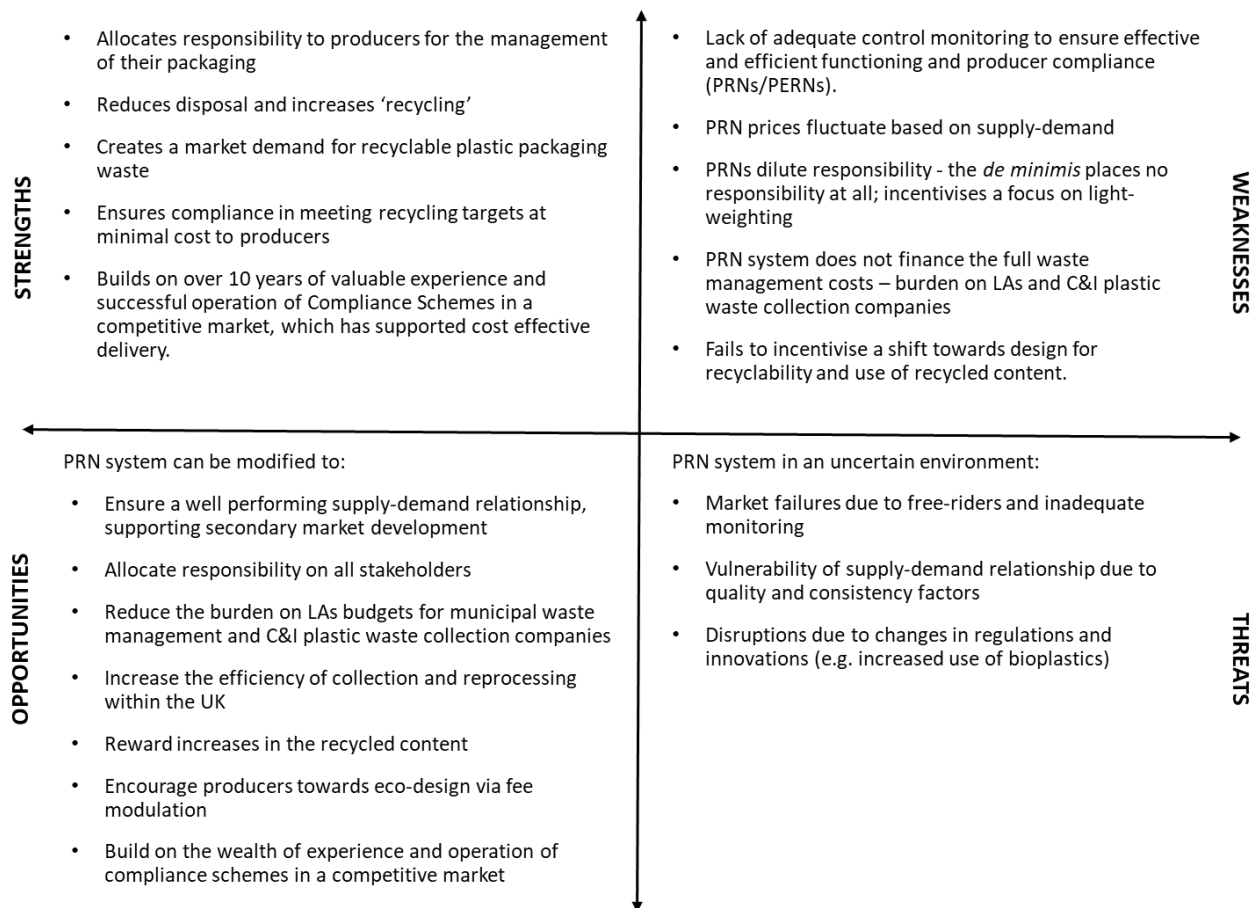 STRENGTHS
• Allocates responsibility to producers for the management
of their packaging
• Reduces disposal and increases ‘recycling’
• Creates a market demand for recyclable plastic packaging
waste
• Ensures compliance in meeting recycling targets at
minimal cost to producers
• Builds on over 10 years of valuable experience and
successful operation of Compliance Schemes in a
competitive market, which has supported cost effective
delivery.
WEAKNESSES
• Lack of adequate control monitoring to ensure effective
and efficient functioning and producer compliance
(PRNs/PERNs).
• PRN prices fluctuate based on supply-demand
• PRNs dilute responsibility - the de minimis places no
responsibility at all; incentivises a focus on light-
weighting
• PRN system does not finance the full waste
management costs – burden on LAs and C&I plastic
waste collection companies
• Fails to incentivise a shift towards design for
recyclability and use of recycled content.
OPPORTUNITIES
PRN system can be modified to:
• Ensure a well performing supply-demand relationship,
supporting secondary market development
• Allocate responsibility on all stakeholders
• Reduce the burden on LAs budgets for municipal waste
management and C&I plastic waste collection companies
• Increase the efficiency of collection and reprocessing
within the UK
• Reward increases in the recycled content
• Encourage producers towards eco-design via fee
modulation
• Build on the wealth of experience and operation of
compliance schemes in a competitive market
THREATS
PRN system in an uncertain environment:
• Market failures due to free-riders and inadequate
monitoring
• Vulnerability of supply-demand relationship due to
quality and consistency factors
• Disruptions due to changes in regulations and
innovations (e.g. increased use of bioplastics)